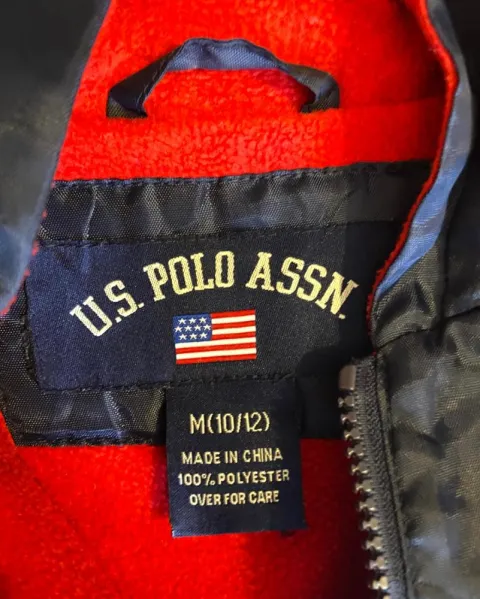 U.S. POLO ASSN.
M(10/12)
MADE IN CHINA
100% POLYESTER
OVER FOR CARE